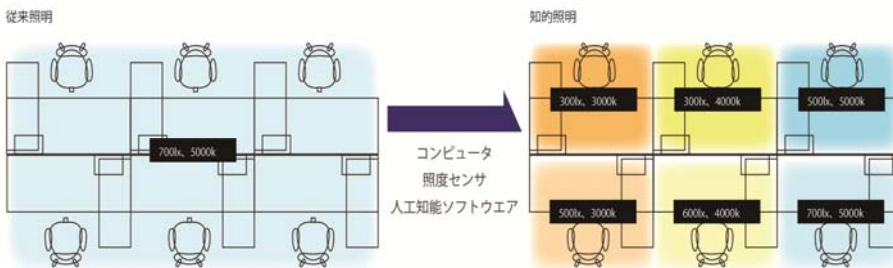 従来照明
知的照明
700lx、5000k
コンピュータ
照度センサ
人工知能ソフトウエア
300lx、3000k
300lx、4000k
500lx、5000k
500lx、3000k
600lx、4000k
700lx、5000k